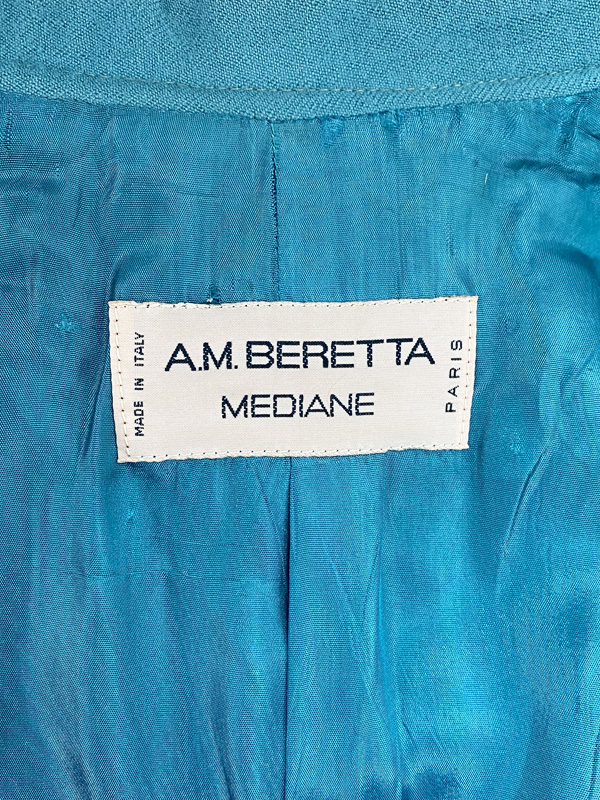 MADE IN ITALY
A.M. BERETTA
MEDIANE
PARIS